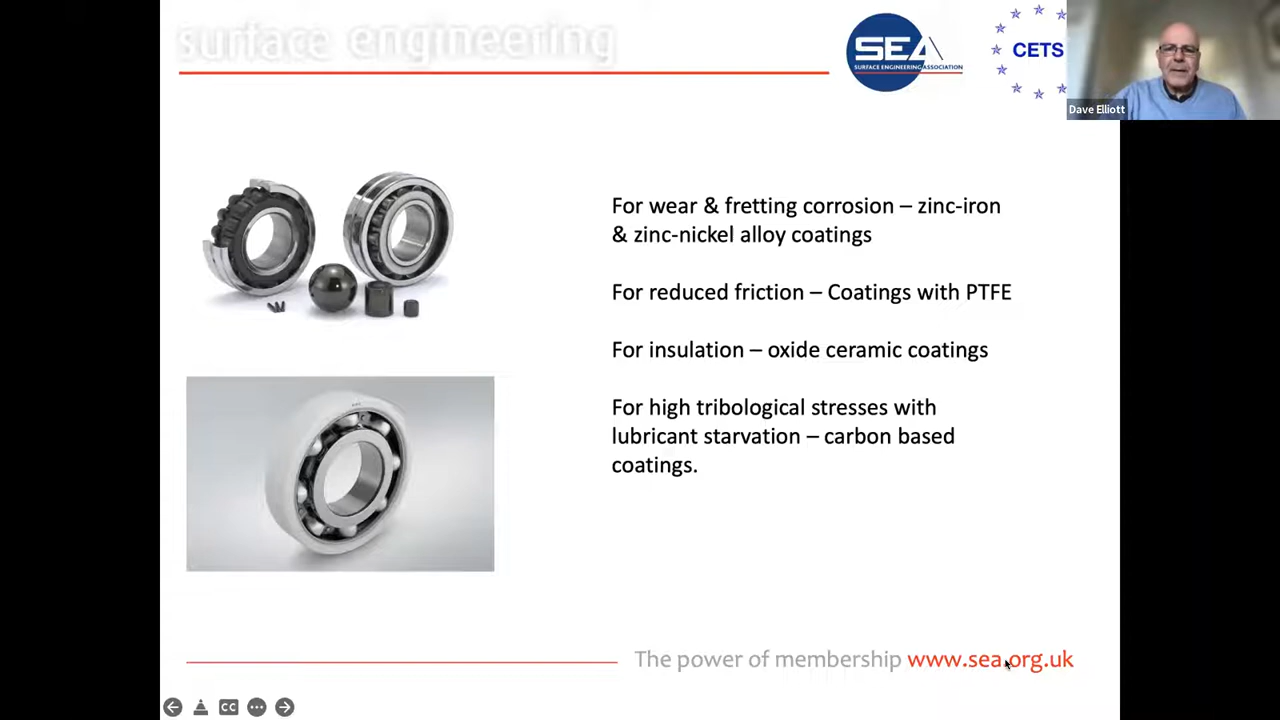 surface engineering
SEA
SURFACE ENGINEERING ASSOCIATION
CETS
Dave Elliott
For wear & fretting corrosion – zinc-iron
& zinc-nickel alloy coatings
For reduced friction – Coatings with PTFE
For insulation – oxide ceramic coatings
For high tribological stresses with
lubricant starvation – carbon based
coatings.
The power of membership www.sea.org.uk
CC